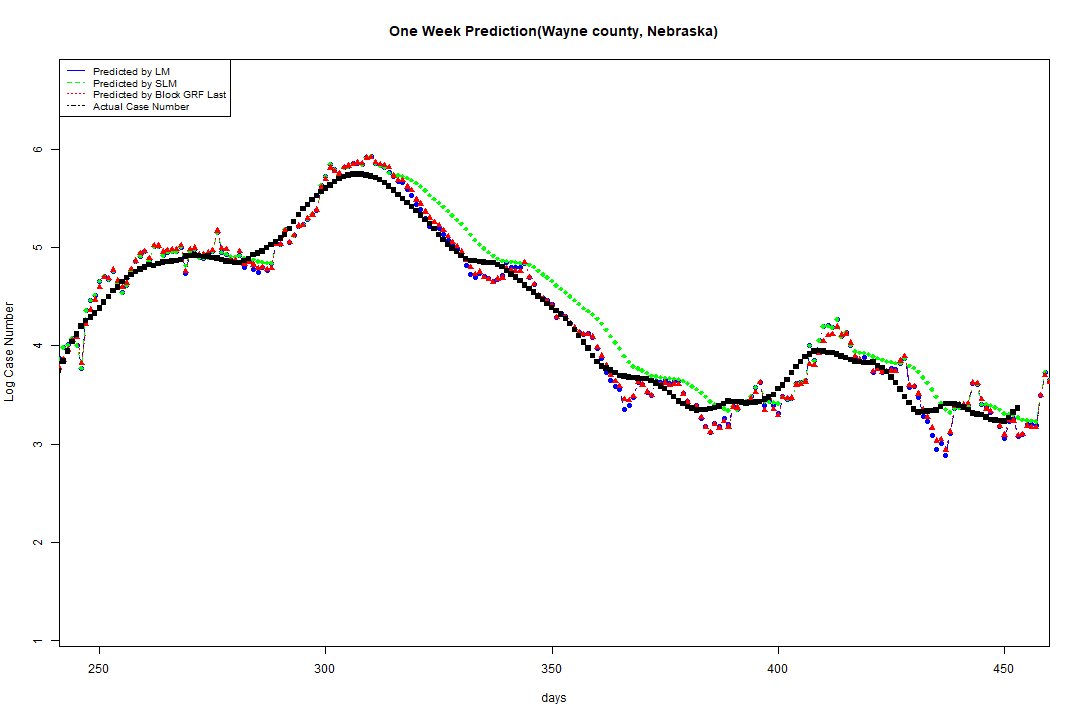 One Week Prediction(Wayne county, Nebraska)
Predicted by LM
Predicted by SLM
Predicted by Block GRF Last
Actual Case Number
Log Case Number
6
5
4
3
2
1
250 300 350 400 450
days